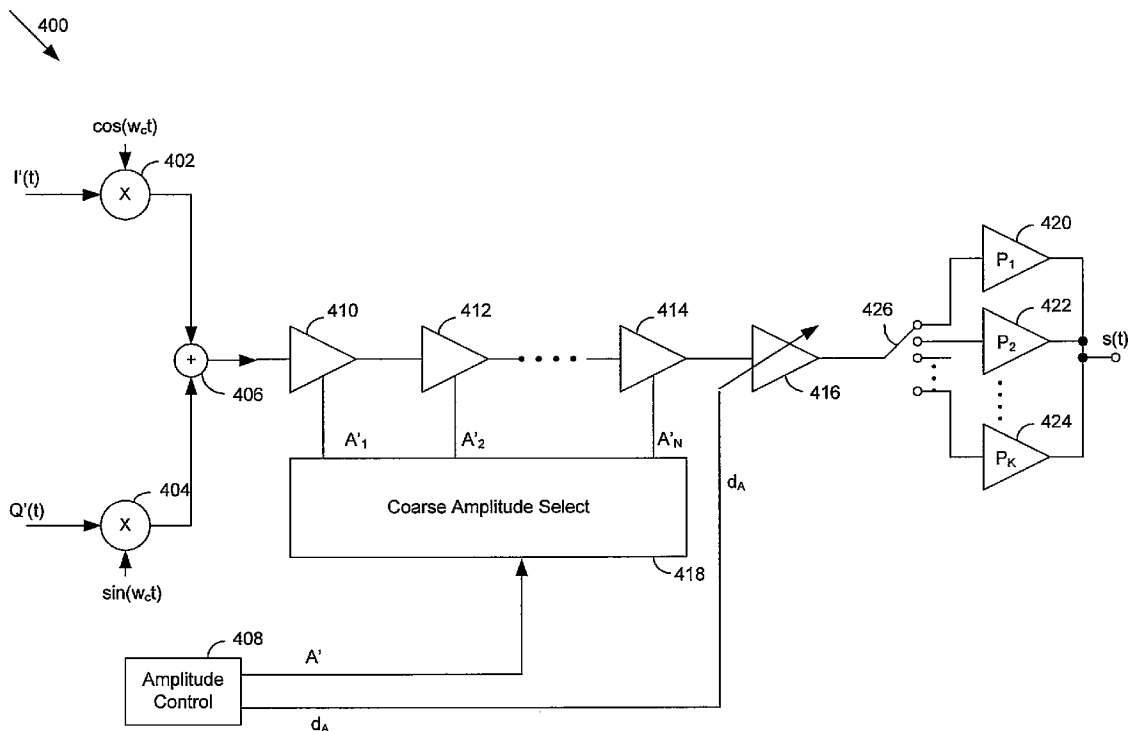 400
cos(w_ct)
402
I'(t)
X
406
+
410
412
414
416
426
420
P_1
422
P_2
s(t)
424
P_K
A'_1
A'_2
A'_N
d_A
Coarse Amplitude Select
418
404
Q'(t)
X
sin(w_ct)
408
Amplitude
Control
A'
d_A